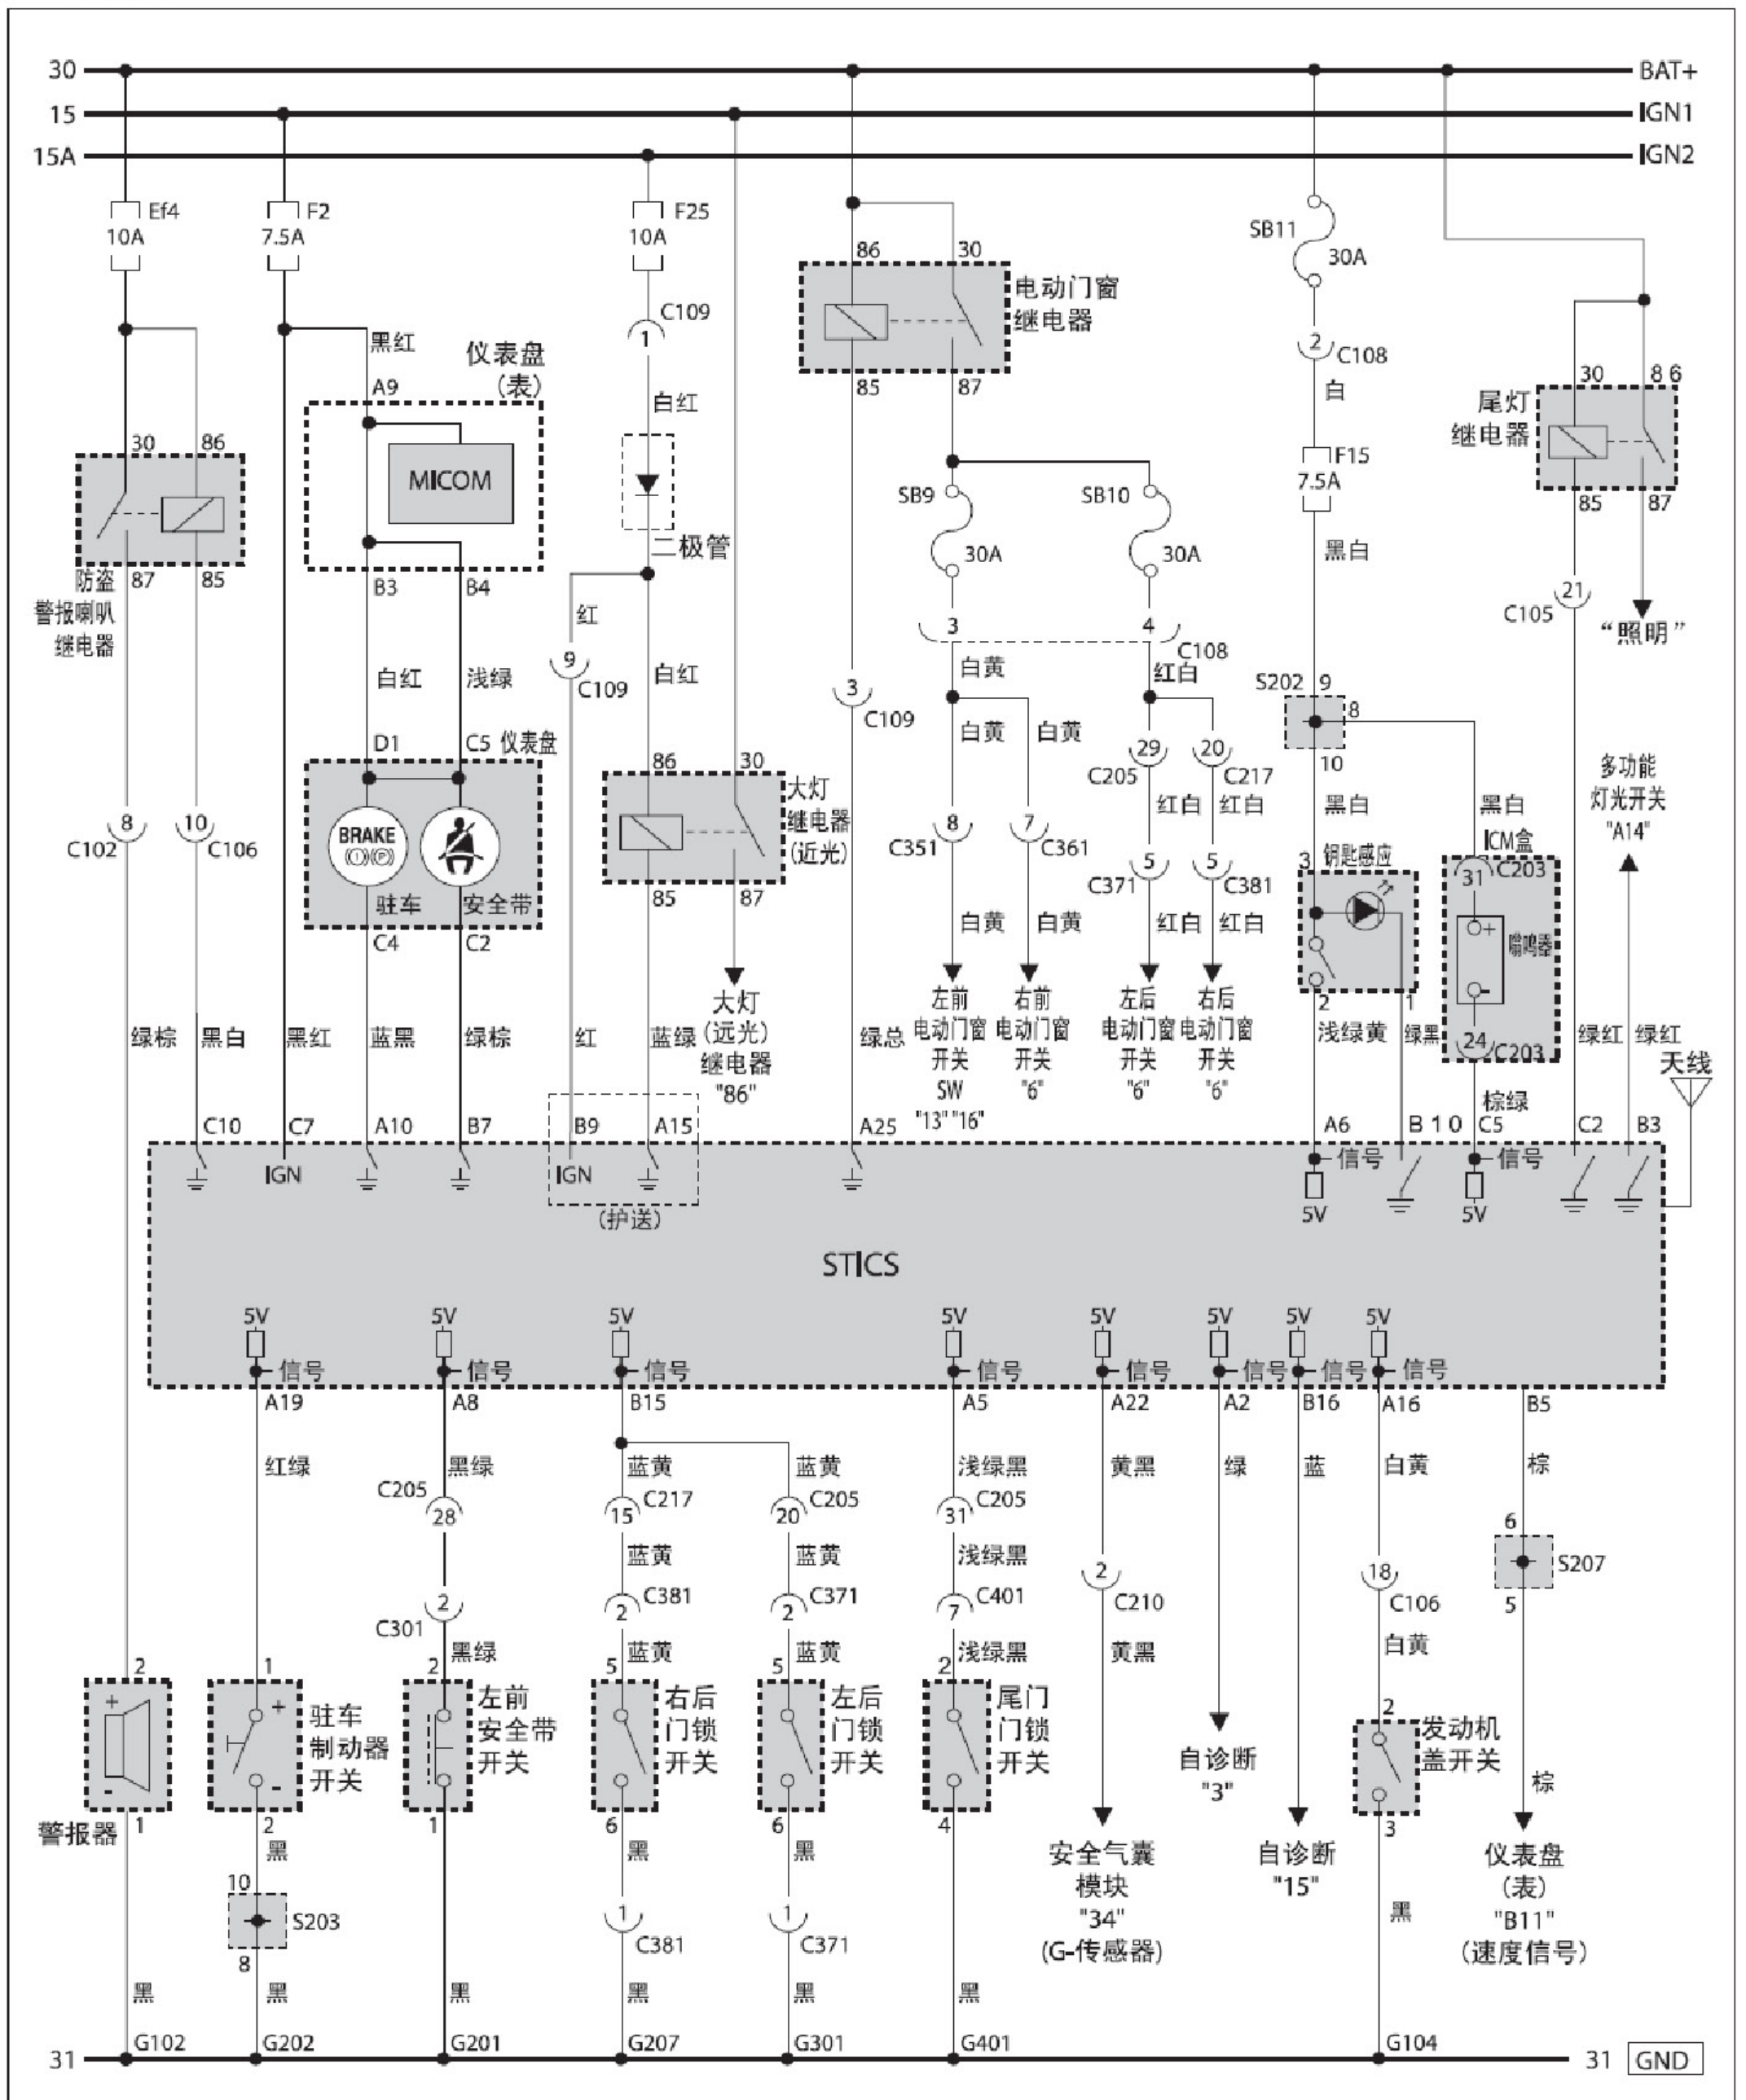 30
BAT+
15
IGN1
15A
IGN2
Ef4
10A
F2
7.5A
F25
10A
SB11
30A
86
30
电动门窗
继电器
85
87
C109
1
2
C108
白
黑红
仪表盘
(表)
A9
MICOM
B3
B4
白红
二极管
30
86
87
85
防盗
警报喇叭
继电器
SB9
30A
SB10
30A
F15
7.5A
黑白
30
8 6
尾灯
继电器
85
87
21
C105
“照明”
红
9
C109
白红
3
4
C108
白黄
红白
白红
浅绿
3
C109
白黄
白黄
29
C205
20
C217
S202
9
8
10
D1
C5
仪表盘
BRAKE
(!)
(P)
驻车
安全带
C4
C2
86
30
大灯
继电器
(近光)
85
87
8
C102
10
C106
8
C351
7
C361
红白
红白
5
C371
5
C381
黑白
黑白
多功能
灯光开关
"A14"
白黄
白黄
红白
红白
3
钥匙感应
2
1
ICM盒
31
C203
+
嗡鸣器
-
24
C203
大灯
(远光)
继电器
"86"
左前
电动门窗
开关
SW
"13" "16"
右前
电动门窗
开关
"6"
左后
电动门窗
开关
"6"
右后
电动门窗
开关
"6"
绿棕
黑白
黑红
蓝黑
绿棕
红
蓝绿
绿总
浅绿黄
绿黑
棕绿
绿红
绿红
天线
C10
C7
A10
B7
B9
A15
A25
A6
B 1 0
C5
C2
B3
IGN
IGN
(护送)
信号
5V
信号
5V
STICS
5V
5V
5V
5V
5V
5V
5V
5V
信号
信号
信号
信号
信号
信号
信号
信号
A19
A8
B15
A5
A22
A2
B16
A16
B5
红绿
黑绿
蓝黄
蓝黄
浅绿黑
黄黑
绿
蓝
白黄
棕
C205
28
15
C217
20
C205
31
C205
6
S207
5
蓝黄
蓝黄
浅绿黑
2
C301
2
C381
2
C371
7
C401
2
C210
18
C106
黑绿
蓝黄
蓝黄
浅绿黑
黄黑
白黄
2
+
-
1
警报器
1
+
-
2
驻车
制动器
开关
2
1
左前
安全带
开关
5
6
右后
门锁
开关
5
6
左后
门锁
开关
2
4
尾门
门锁
开关
自诊断
"3"
2
3
发动机
盖开关
棕
黑
黑
黑
10
S203
8
1
C381
1
C371
安全气囊
模块
"34"
(G-传感器)
自诊断
"15"
黑
仪表盘
(表)
"B11"
(速度信号)
黑
黑
黑
黑
黑
黑
31
G102
G202
G201
G207
G301
G401
G104
31
GND